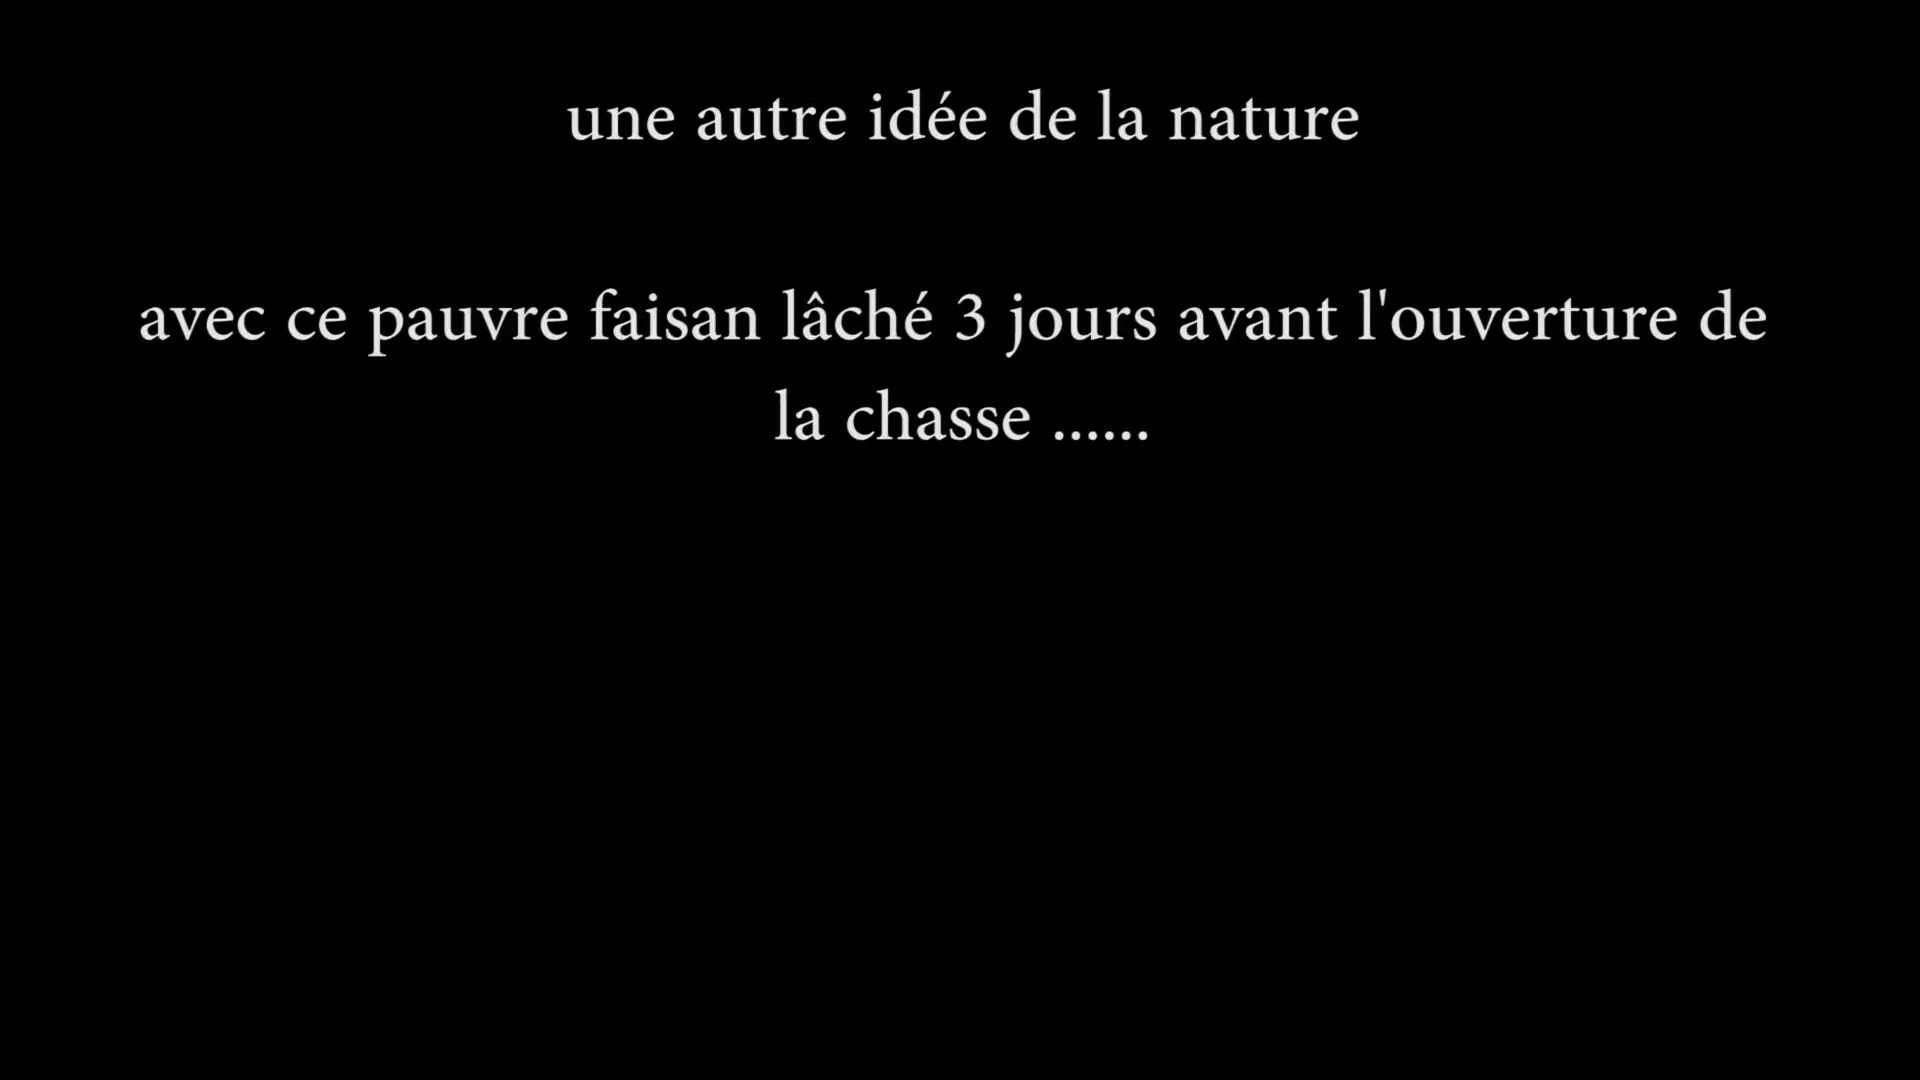 une autre idée de la nature
avec ce pauvre faisan lâché 3 jours avant l'ouverture de
la chasse ......